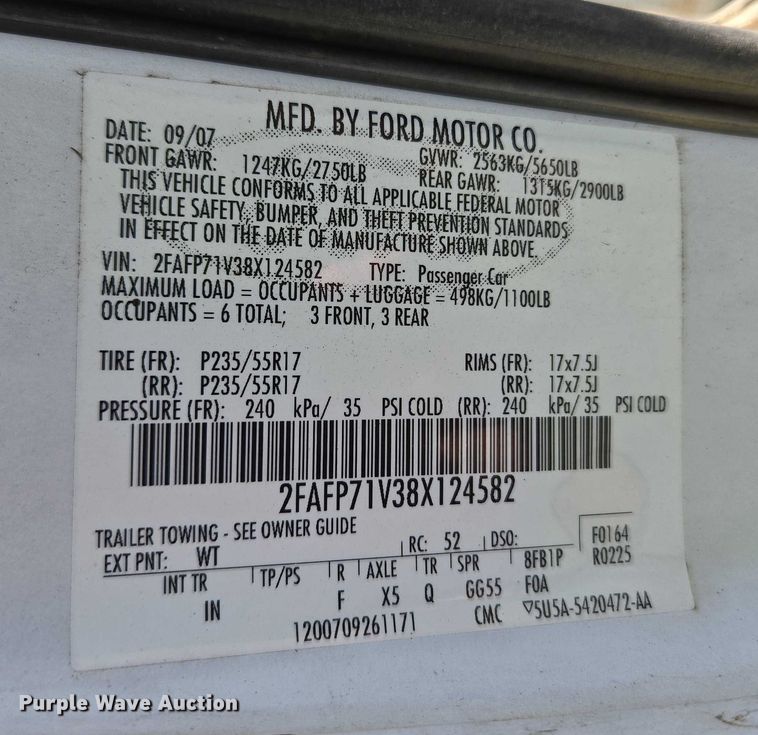 MFD. BY FORD MOTOR CO.
DATE: 09/07 GVWR: 2563KG/5650LB
FRONT GAWR: 1247KG/2750LB REAR GAWR: 1315KG/2900LB
THIS VEHICLE CONFORMS TO ALL APPLICABLE FEDERAL MOTOR
VEHICLE SAFETY, BUMPER, AND THEFT PREVENTION STANDARDS
IN EFFECT ON THE DATE OF MANUFACTURE SHOWN ABOVE.
VIN: 2FAFP71V38X124582 TYPE: Passenger Car
MAXIMUM LOAD = OCCUPANTS + LUGGAGE = 498KG/1100LB
OCCUPANTS = 6 TOTAL; 3 FRONT, 3 REAR
TIRE (FR): P235/55R17 RIMS (FR): 17x7.5J
(RR): P235/55R17 (RR): 17x7.5J
PRESSURE (FR): 240 kPa/ 35 PSI COLD (RR): 240 kPa/ 35 PSI COLD
2FAFP71V38X124582
TRAILER TOWING - SEE OWNER GUIDE F0164
EXT PNT: WT RC: 52 DSO: R0225
INT TR TP/PS R AXLE TR SPR 8FB1P
IN F X5 Q GG55 F0A
1200709261171 CMC ▽5U5A-5420472-AA
Purple Wave Auction